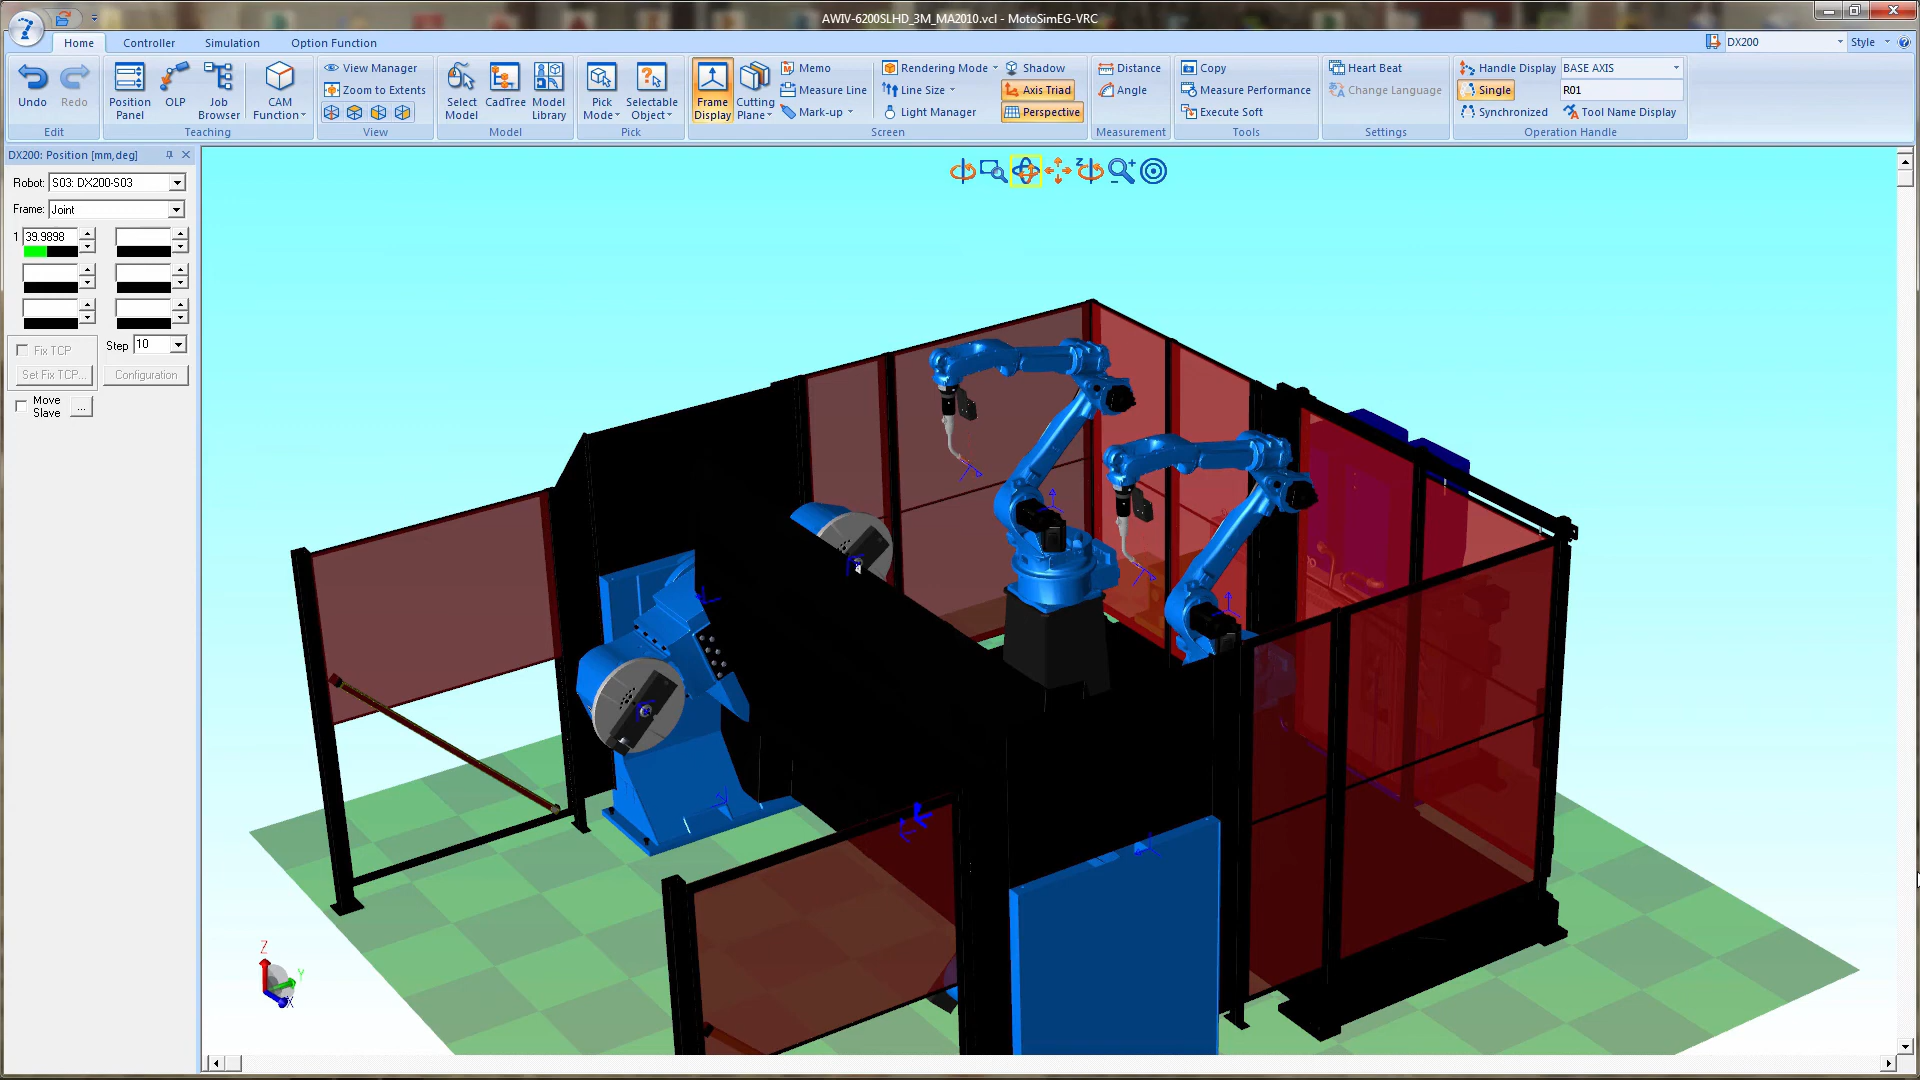 AWIV-6200SLHD_3M_MA2010.vcl - MotoSimEG-VRC
Home Controller Simulation Option Function DX200 Style
Undo Redo
Edit
Position Panel OLP Job Browser CAM Function
Teaching
View Manager
Zoom to Extents
View
Select Model CadTree Model Library
Model
Pick Mode Selectable Object
Pick
Frame Display Cutting Plane
Memo
Measure Line
Mark-up
Rendering Mode
Line Size
Light Manager
Shadow
Axis Triad
Perspective
Screen
Distance
Angle
Measurement
Copy
Measure Performance
Execute Soft
Tools
Heart Beat
Change Language
Settings
Handle Display BASE AXIS
Single R01
Synchronized Tool Name Display
Operation Handle
DX200: Position [mm,deg]
Robot: S03: DX200-S03
Frame: Joint
1 39.9898
Fix TCP Step 10
Set Fix TCP... Configuration
Move
Slave ...
Z
Z
Y
X